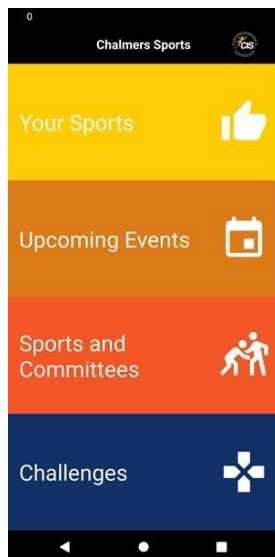 :0
Chalmers Sports
CIS
Your Sports
Upcoming Events
Sports and
Committees
Challenges